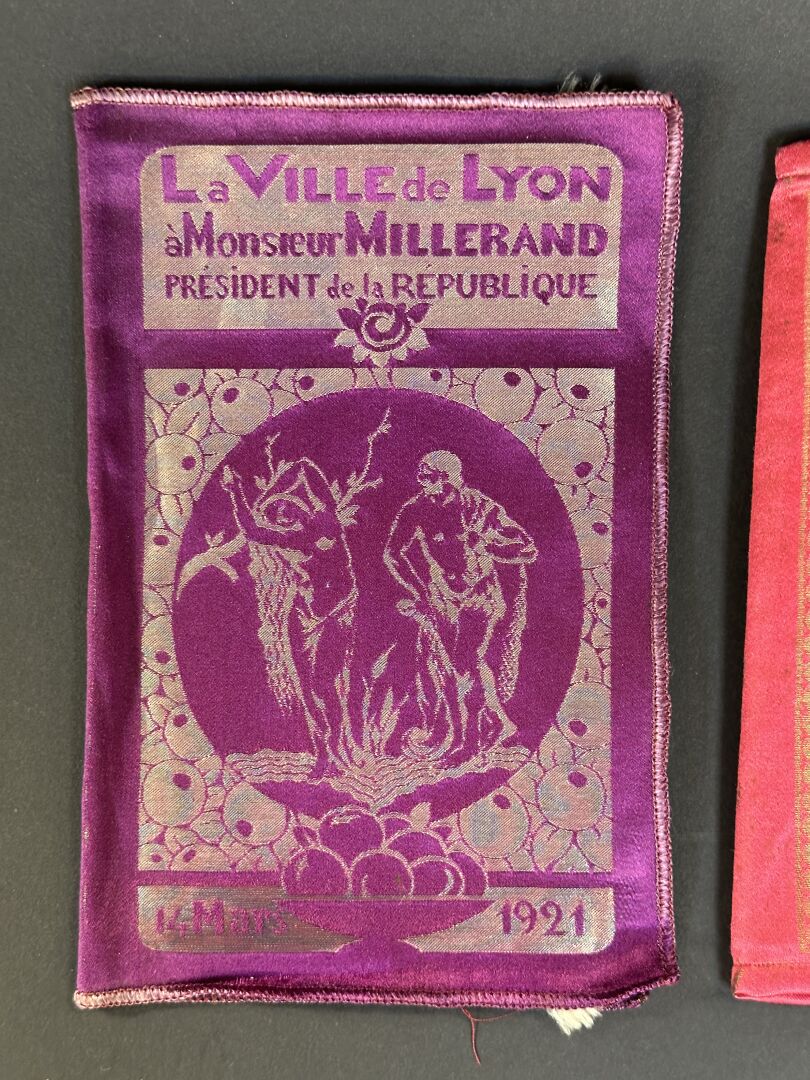 La VILLE de LYON
à Monsieur MILLERAND
PRÉSIDENT de la RÉPUBLIQUE
14 Mars 1921